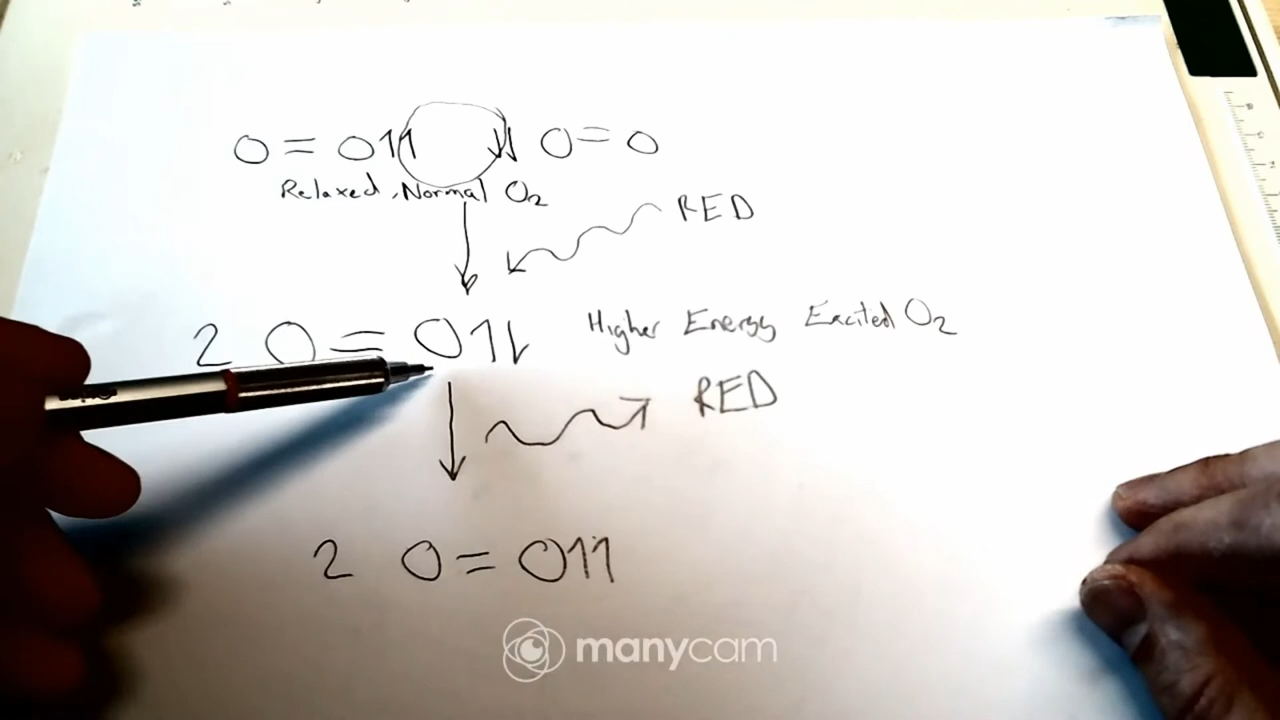 O = O↿↿ ⇃⇃ O = O
Relaxed, Normal O₂
RED
2 O = O↿⇂ Higher Energy Excited O₂
RED
2 O = O↿↿
manycam